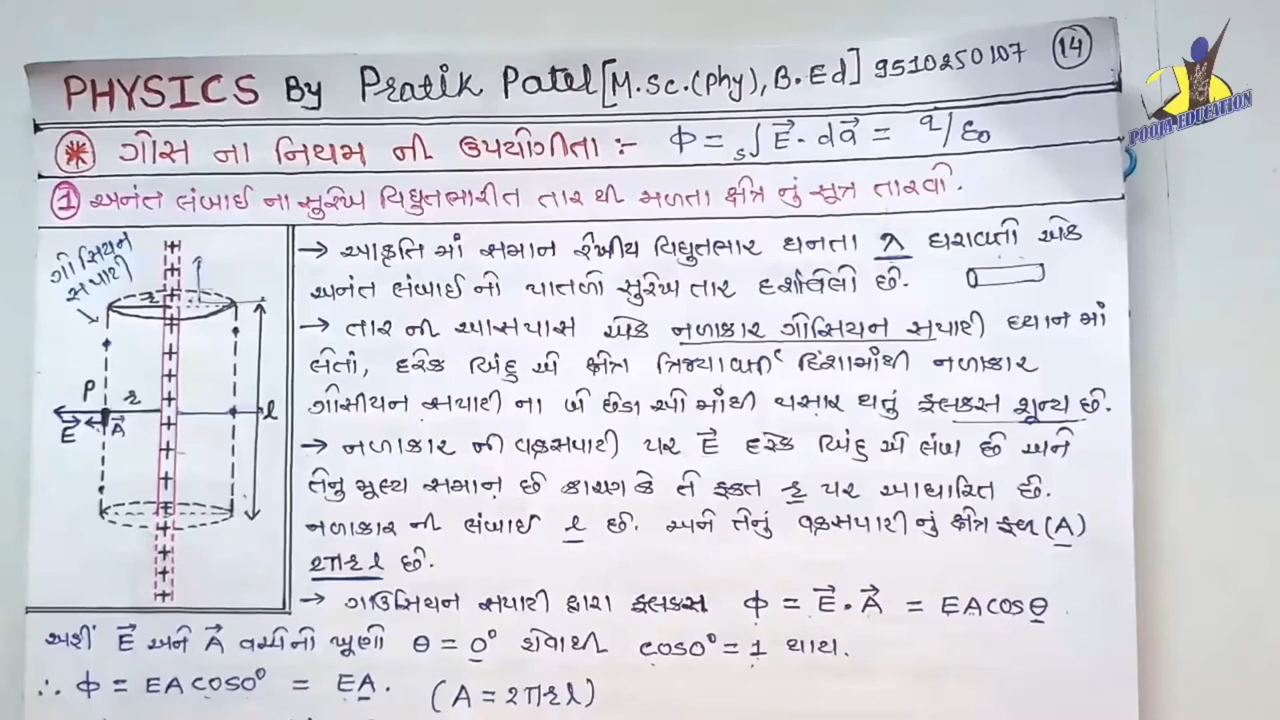 PHYSICS By Pratik Patel [M.Sc.(Phy), B.Ed] 9510250107 14
POOJA EDUCATION
⊛ ગૌસ ના નિયમ ની ઉપયોગીતા :- ϕ = s∫ E⃗ · da⃗ = q/ε₀
① અનંત લંબાઈ ના સુરેખ વિદ્યુતભારીત તાર થી મળતા ક્ષેત્ર નું સૂત્ર તારવો.
ગૌસિયન
સપાટી
r
P
r
l
E⃗
A⃗
→ આકૃતિ માં સમાન રેખીય વિદ્યુતભાર ઘનતા λ ધરાવતો એક
અનંત લંબાઈ નો પાતળો સુરેખ તાર દર્શાવેલો છે.
→ તાર ની આસપાસ એક નળાકાર ગૌસિયન સપાટી ધ્યાન માં
લેતાં, દરેક બિંદુ એ ક્ષેત્ર ત્રિજ્યાવર્તી દિશામાંથી નળાકાર
ગૌસીયન સપાટી ના બે છેડા ઓ માંથી પસાર થતું ફ્લક્સ શૂન્ય છે.
→ નળાકાર ની વક્રસપાટી પર E⃗ દરેક બિંદુ એ લંબ છે અને
તેનું મૂલ્ય સમાન છે કારણ કે તે ફક્ત r પર આધારિત છે.
નળાકાર ની લંબાઈ l છે. અને તેનું વક્રસપાટી નું ક્ષેત્રફળ (A)
2πrl છે.
→ ગાઉસિયન સપાટી દ્વારા ફ્લક્સ ϕ = E⃗ · A⃗ = EA cosθ
અહીં E⃗ અને A⃗ વચ્ચેનો ખૂણો θ = 0° હોવાથી cos0° = 1 થાય.
∴ ϕ = EA cos0° = EA. (A = 2πrl)